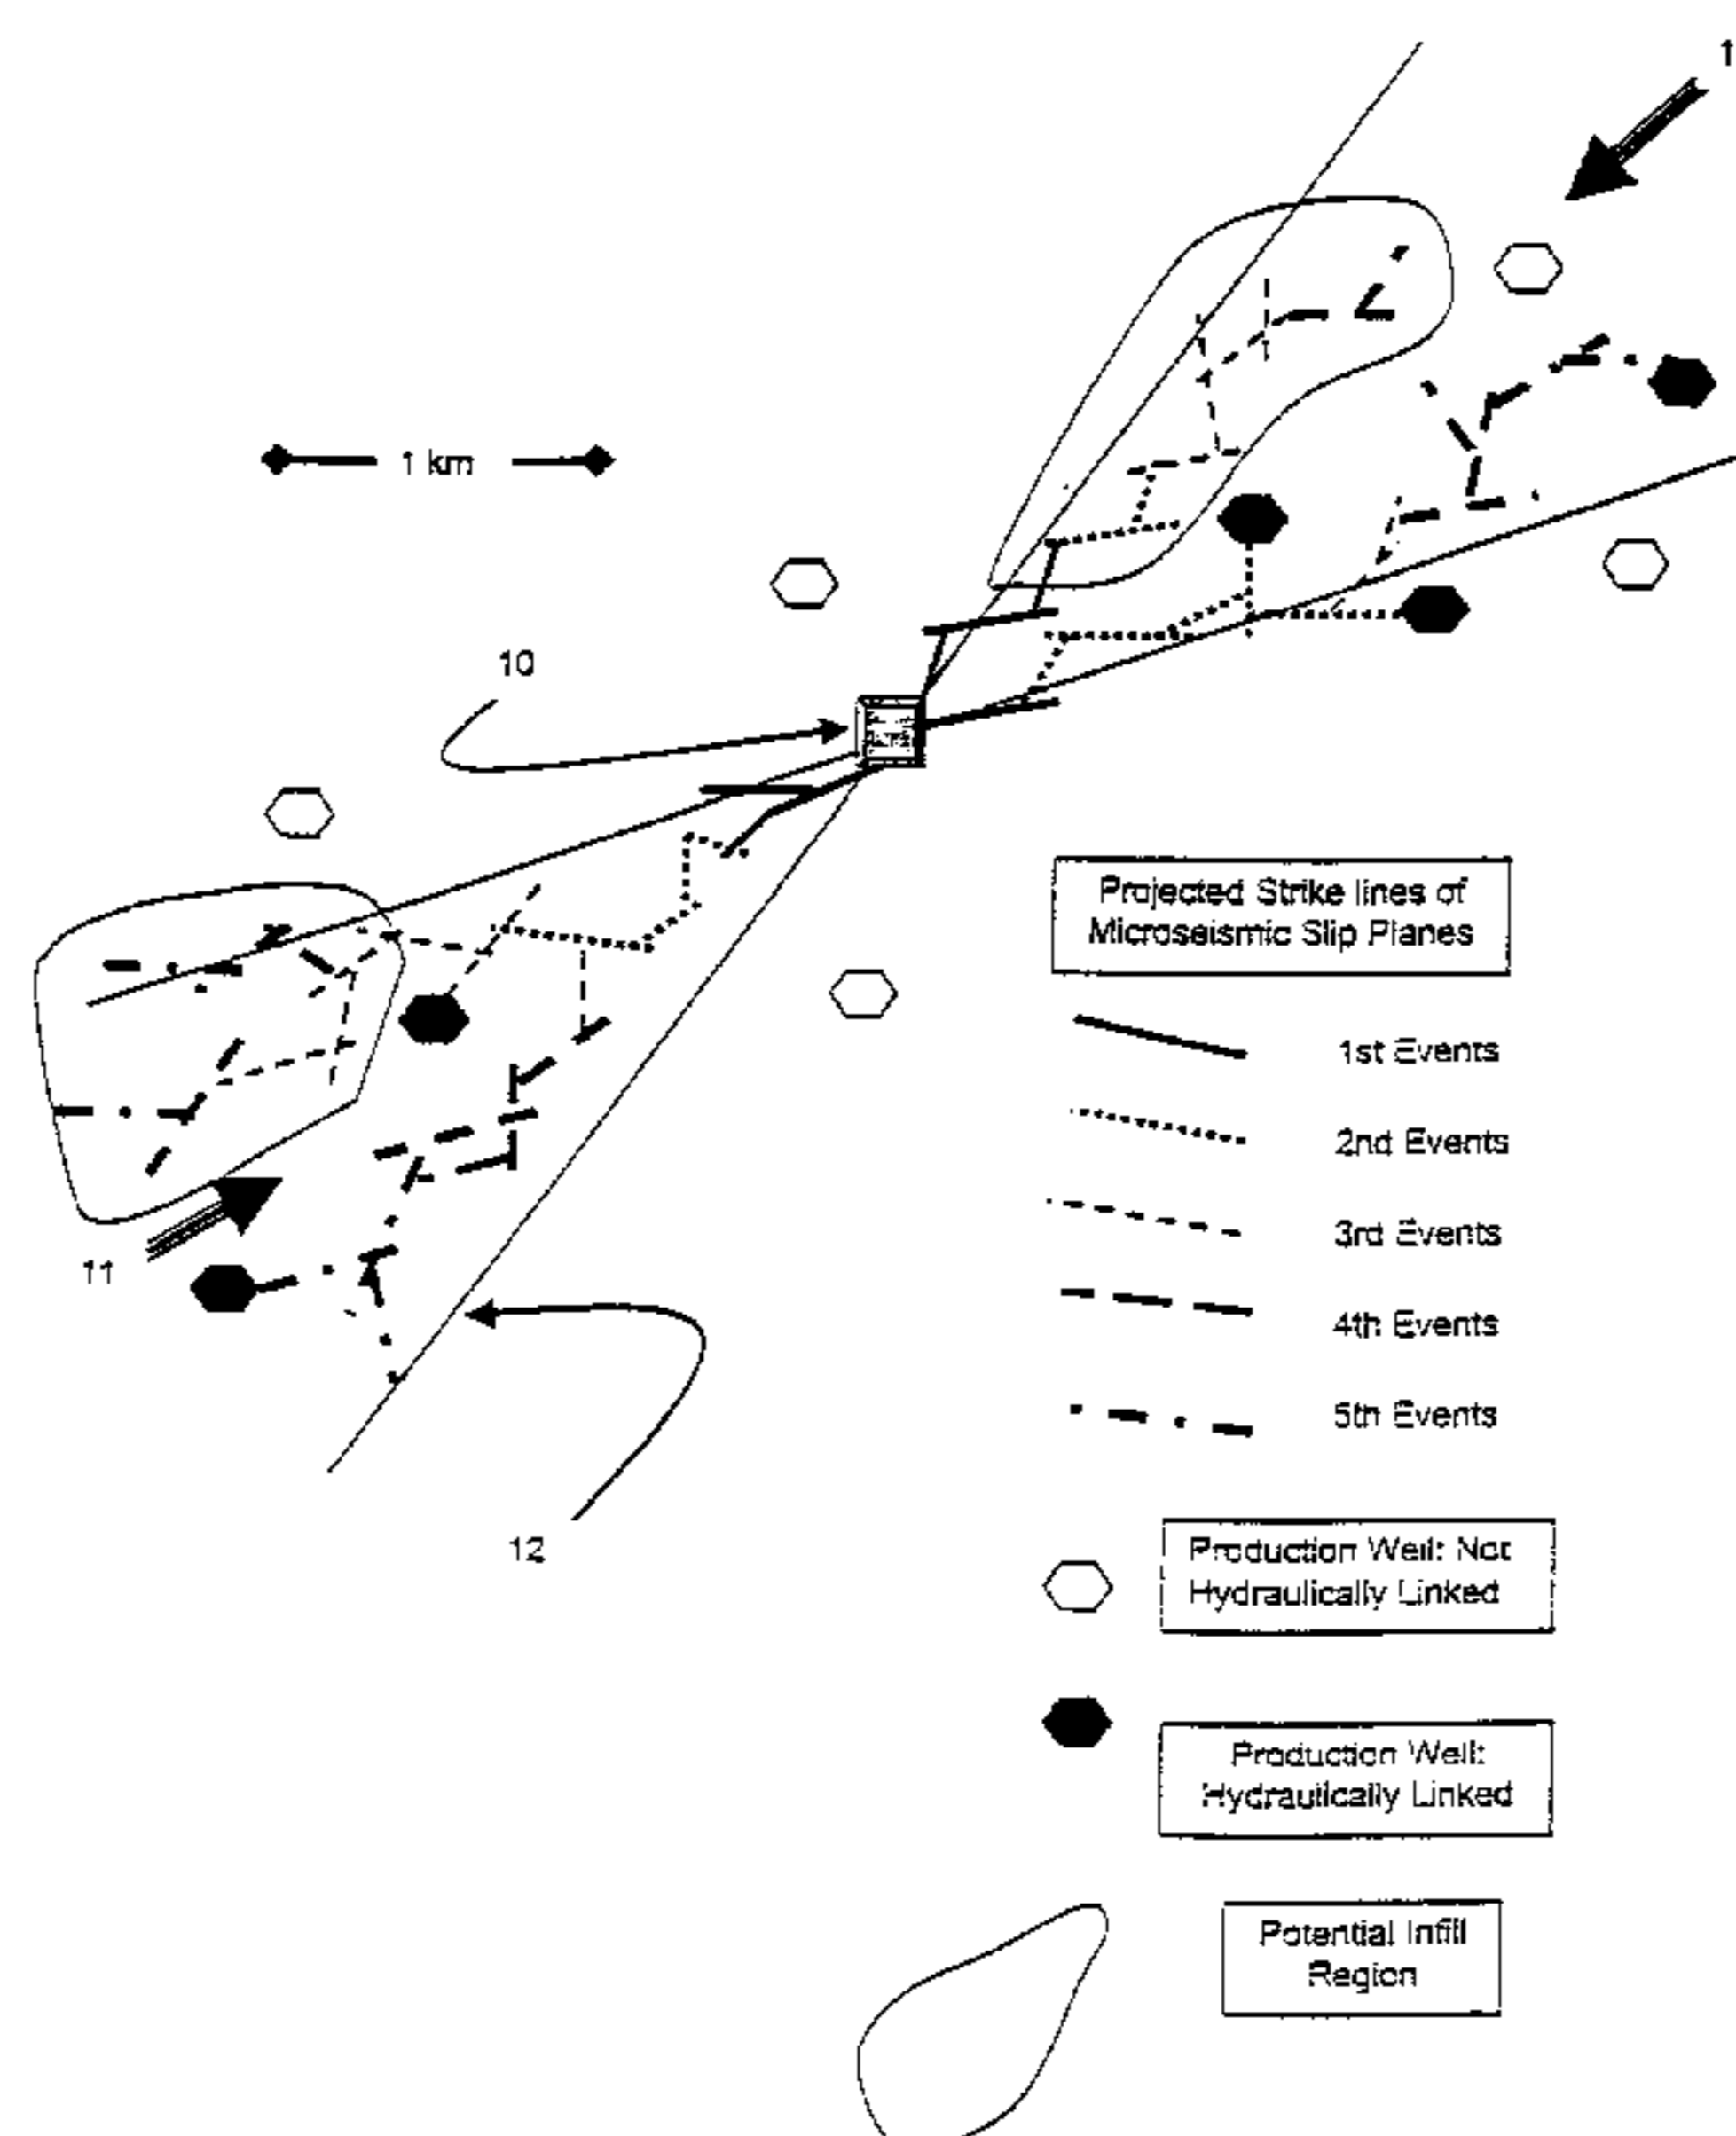 1
1 km
10
Projected Strike lines of
Microseismic Slip Planes
1st Events
2nd Events
3rd Events
4th Events
5th Events
11
12
Production Well: Not
Hydraulically Linked
Production Well:
Hydraulically Linked
Potential Infill
Region